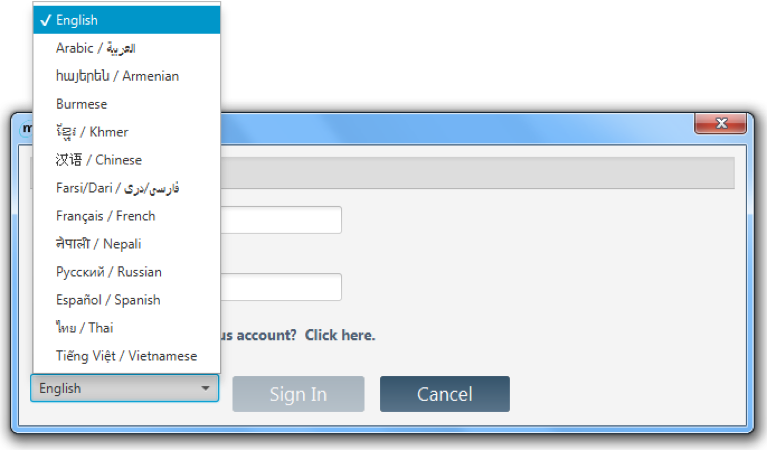 English
Arabic / العربية
հայերեն / Armenian
Burmese
ខ្មែរ / Khmer
汉语 / Chinese
Farsi/Dari / فارسی/دری
Français / French
नेपाली / Nepali
Русский / Russian
Español / Spanish
ไทย / Thai
Tiếng Việt / Vietnamese
account? Click here.
English
Sign In
Cancel